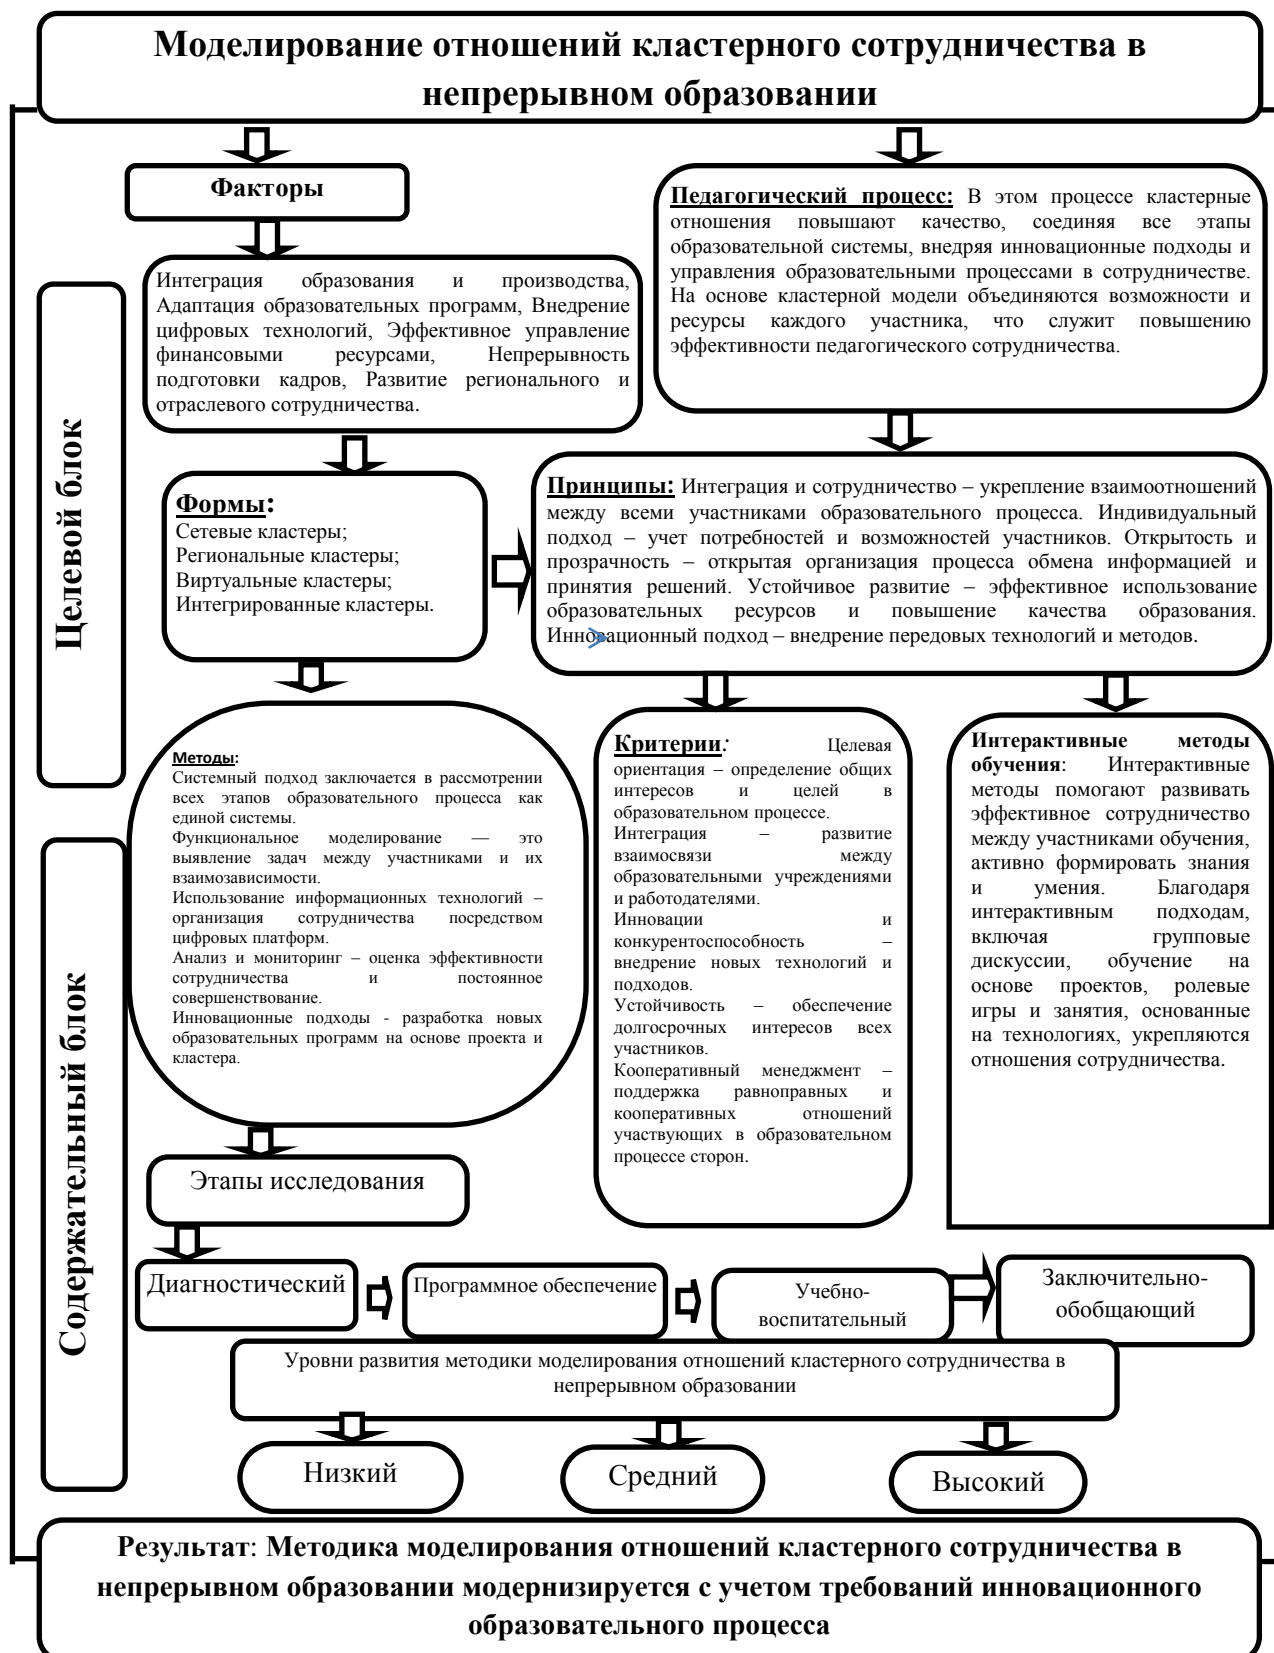 Моделирование отношений кластерного сотрудничества в
непрерывном образовании
Факторы
Интеграция образования и производства,
Адаптация образовательных программ, Внедрение
цифровых технологий, Эффективное управление
финансовыми ресурсами, Непрерывность
подготовки кадров, Развитие регионального и
отраслевого сотрудничества.
Педагогический процесс: В этом процессе кластерные
отношения повышают качество, соединяя все этапы
образовательной системы, внедряя инновационные подходы и
управления образовательными процессами в сотрудничестве.
На основе кластерной модели объединяются возможности и
ресурсы каждого участника, что служит повышению
эффективности педагогического сотрудничества.
Целевой блок
Формы:
Сетевые кластеры;
Региональные кластеры;
Виртуальные кластеры;
Интегрированные кластеры.
Принципы: Интеграция и сотрудничество – укрепление взаимоотношений
между всеми участниками образовательного процесса. Индивидуальный
подход – учет потребностей и возможностей участников. Открытость и
прозрачность – открытая организация процесса обмена информацией и
принятия решений. Устойчивое развитие – эффективное использование
образовательных ресурсов и повышение качества образования.
Инновационный подход – внедрение передовых технологий и методов.
Методы:
Системный подход заключается в рассмотрении
всех этапов образовательного процесса как
единой системы.
Функциональное моделирование — это
выявление задач между участниками и их
взаимозависимости.
Использование информационных технологий –
организация сотрудничества посредством
цифровых платформ.
Анализ и мониторинг – оценка эффективности
сотрудничества и постоянное
совершенствование.
Инновационные подходы - разработка новых
образовательных программ на основе проекта и
кластера.
Критерии: Целевая
ориентация – определение общих
интересов и целей в
образовательном процессе.
Интеграция – развитие
взаимосвязи между
образовательными учреждениями
и работодателями.
Инновации и
конкурентоспособность –
внедрение новых технологий и
подходов.
Устойчивость – обеспечение
долгосрочных интересов всех
участников.
Кооперативный менеджмент –
поддержка равноправных и
кооперативных отношений
участвующих в образовательном
процессе сторон.
Интерактивные методы
обучения: Интерактивные
методы помогают развивать
эффективное сотрудничество
между участниками обучения,
активно формировать знания
и умения. Благодаря
интерактивным подходам,
включая групповые
дискуссии, обучение на
основе проектов, ролевые
игры и занятия, основанные
на технологиях, укрепляются
отношения сотрудничества.
Содержательный блок
Этапы исследования
Диагностический
Программное обеспечение
Учебно-
воспитательный
Заключительно-
обобщающий
Уровни развития методики моделирования отношений кластерного сотрудничества в
непрерывном образовании
Низкий
Средний
Высокий
Результат: Методика моделирования отношений кластерного сотрудничества в
непрерывном образовании модернизируется с учетом требований инновационного
образовательного процесса